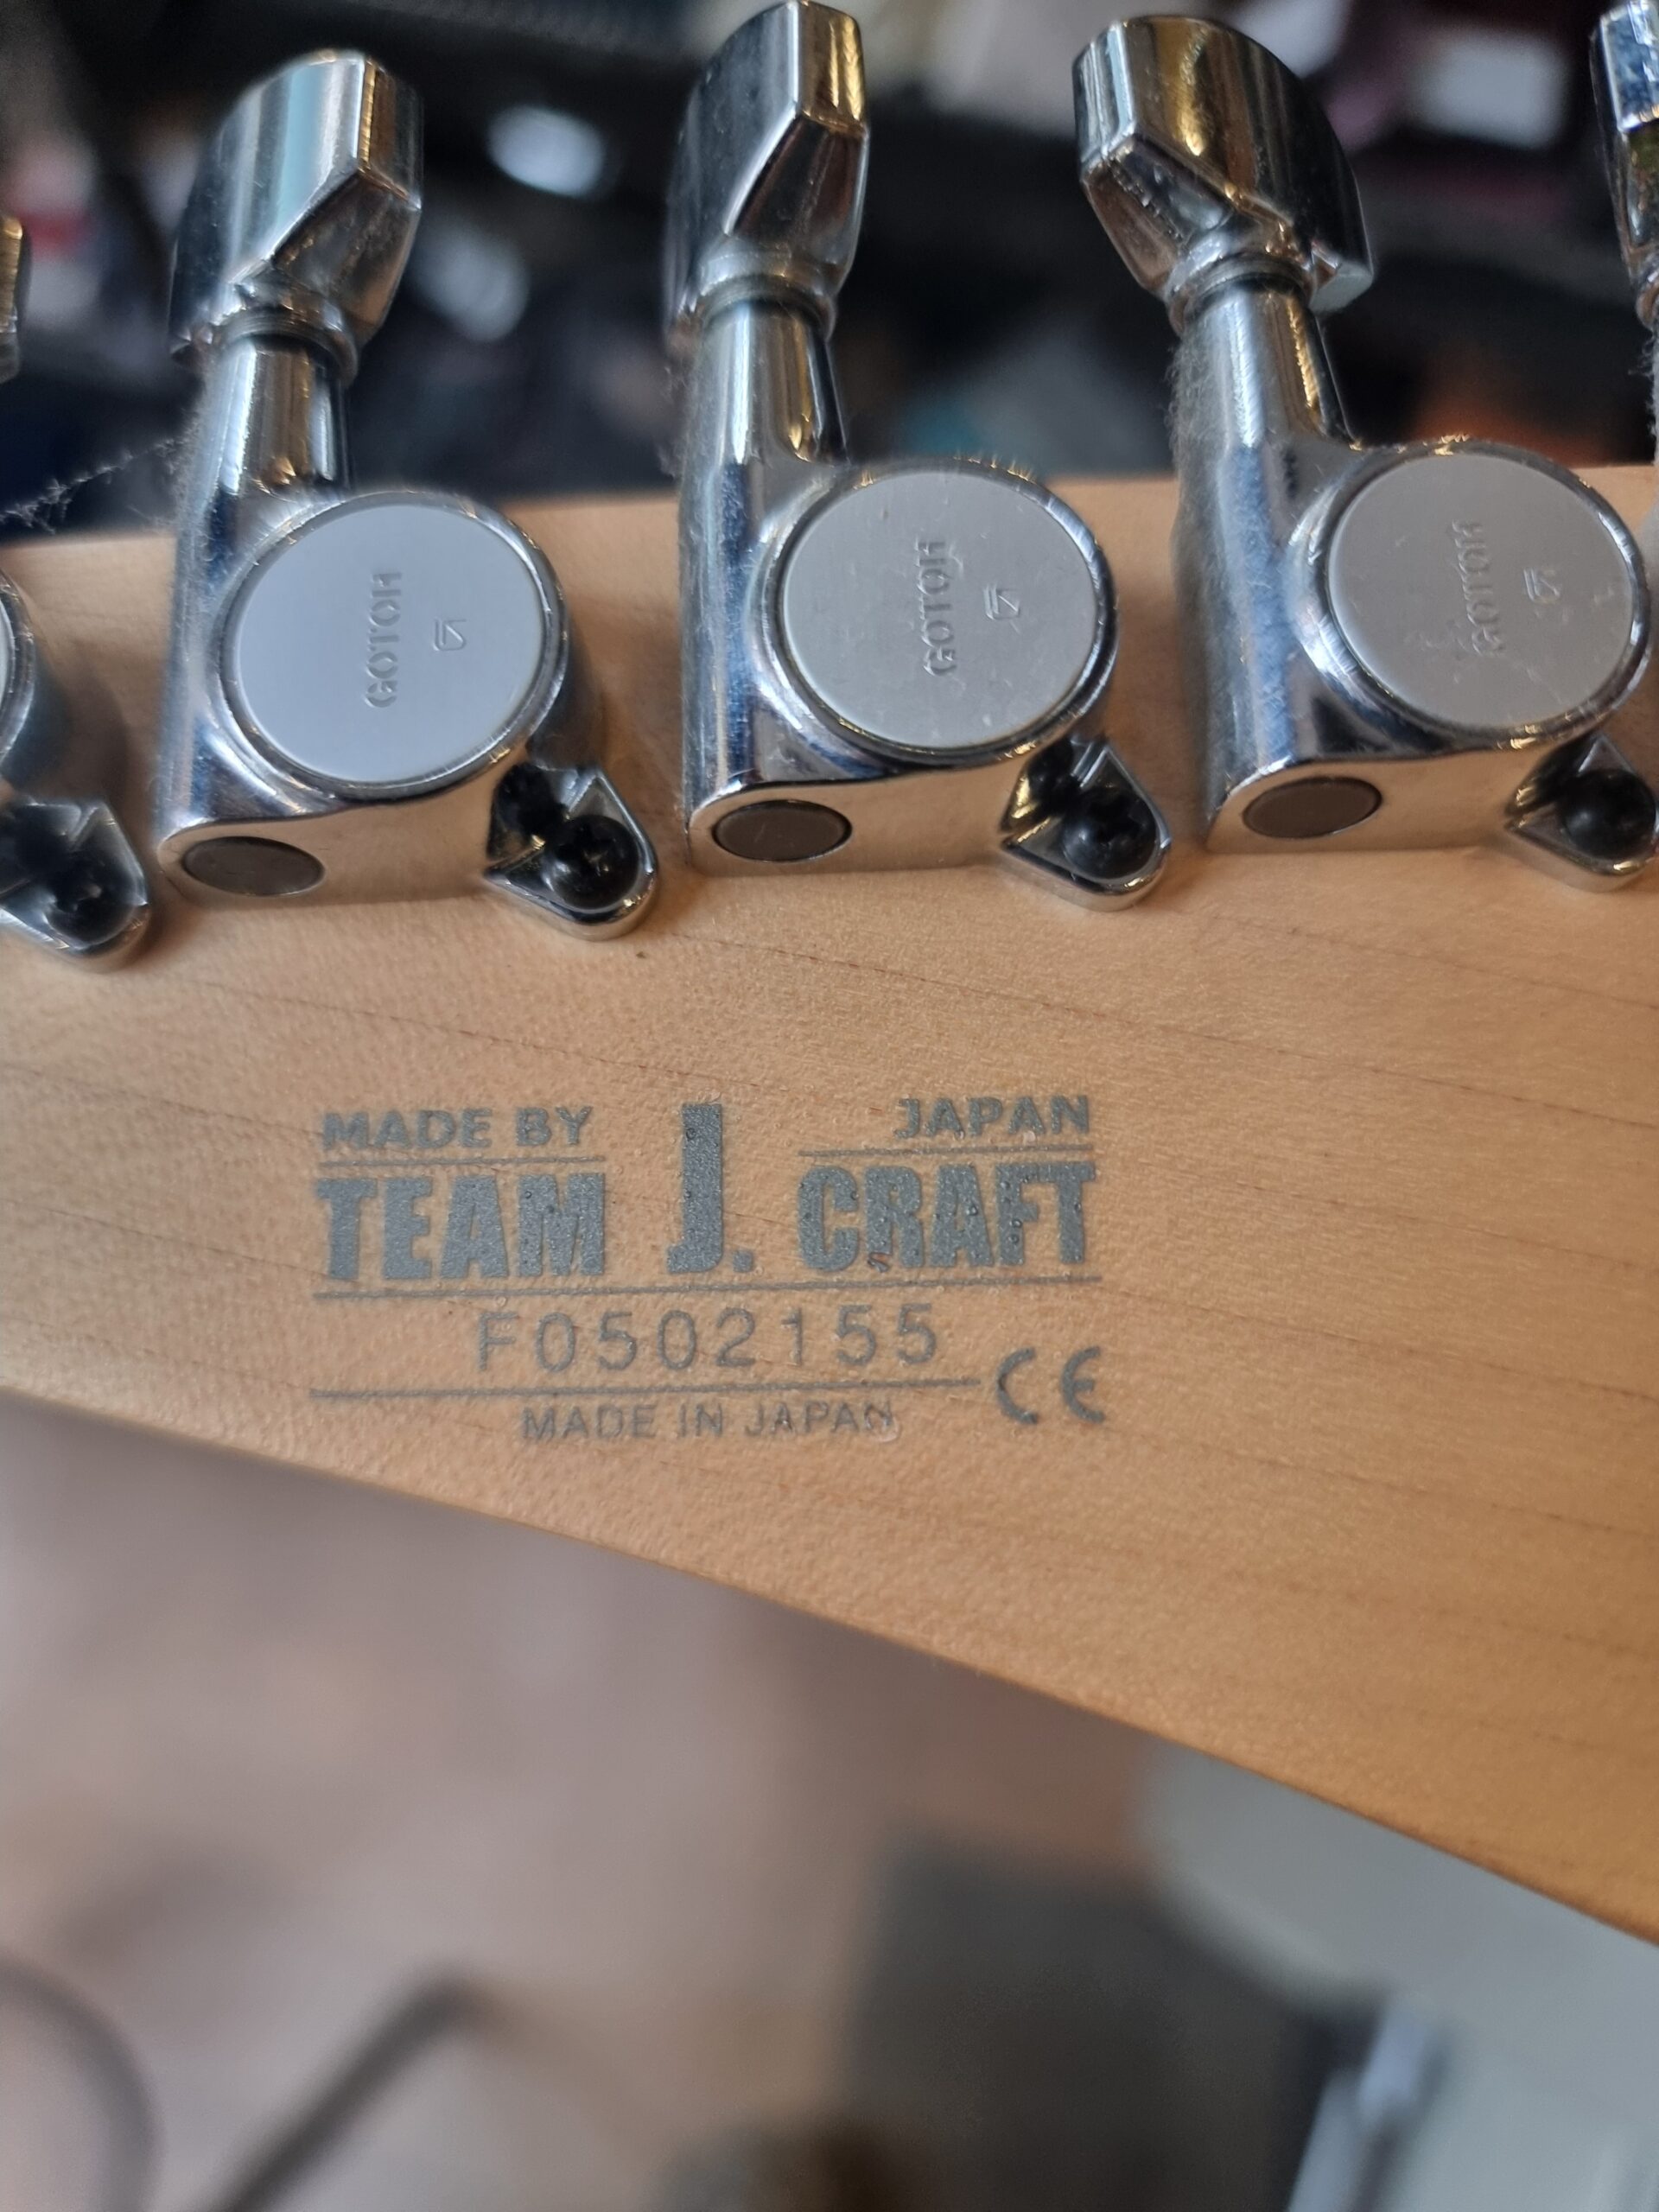 GOTOH
GOTOH
GOTOH
MADE BY JAPAN
TEAM J. CRAFT
F0502155
CE
MADE IN JAPAN